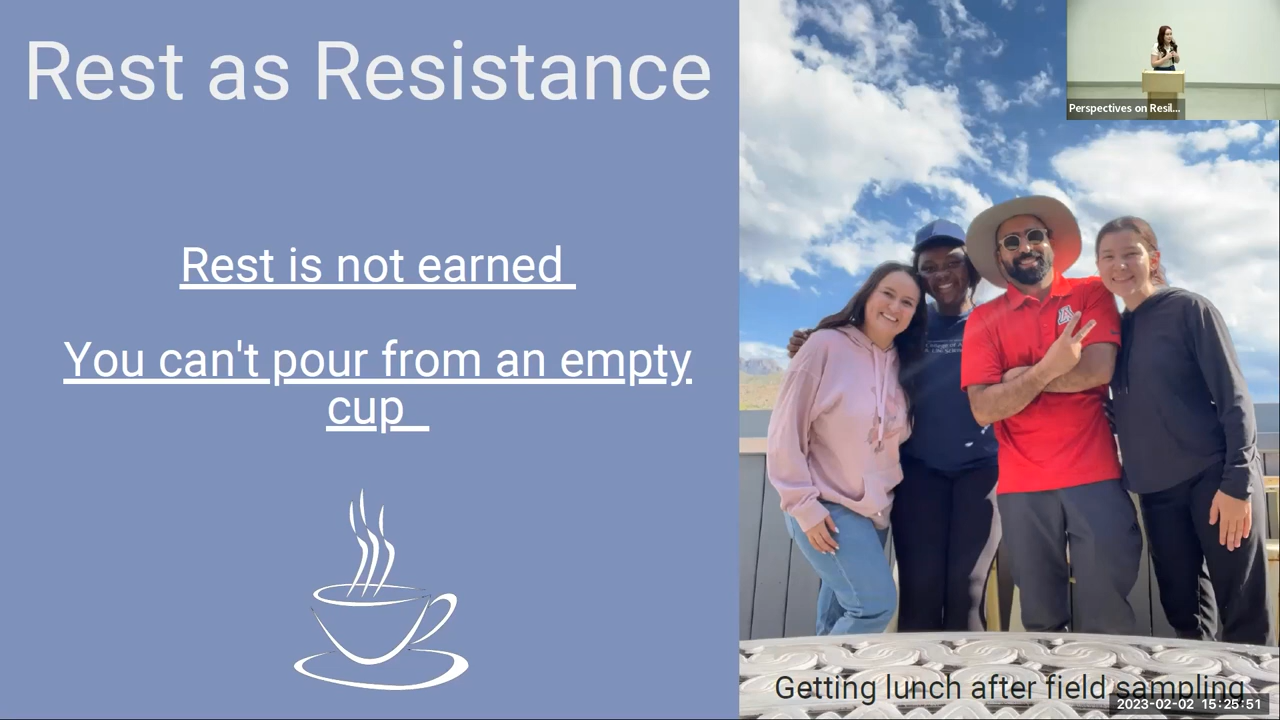 Rest as Resistance
Perspectives on Resil...
Rest is not earned
You can't pour from an empty
cup
Getting lunch after field sampling
2023-02-02 15:25:51